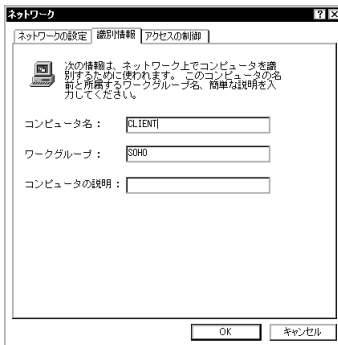 ネットワーク
ネットワークの設定 識別情報 アクセスの制御
次の情報は、ネットワーク上でコンピュータを識
別するために使われます。このコンピュータの名
前と所属するワークグループ名、簡単な説明を入
力してください。
コンピュータ名： CLIENT
ワークグループ： SOHO
コンピュータの説明：
OK キャンセル